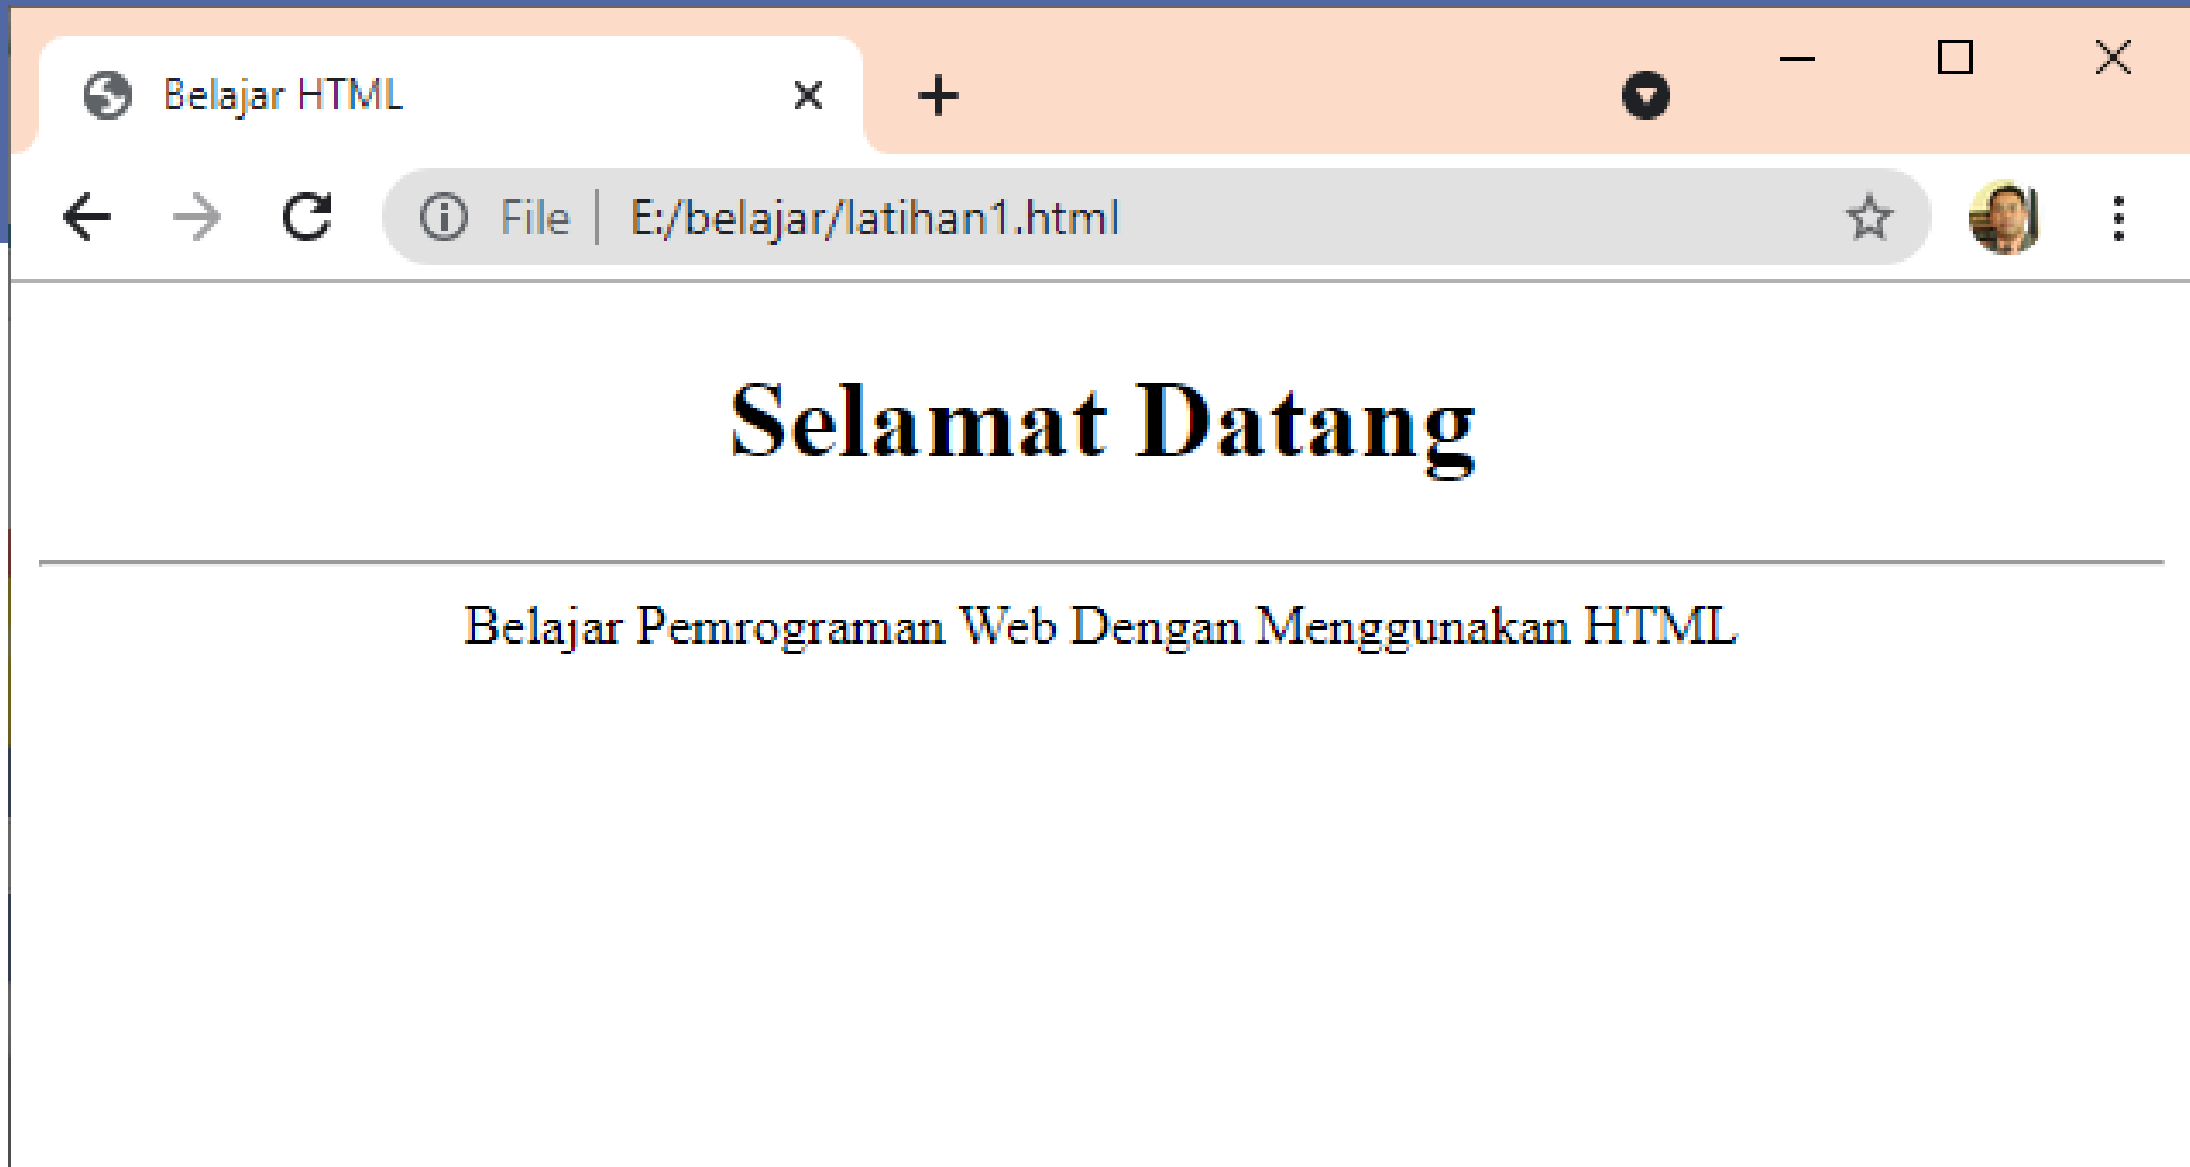 Belajar HTML
File E:/belajar/latihan1.html
Selamat Datang
Belajar Pemrograman Web Dengan Menggunakan HTML